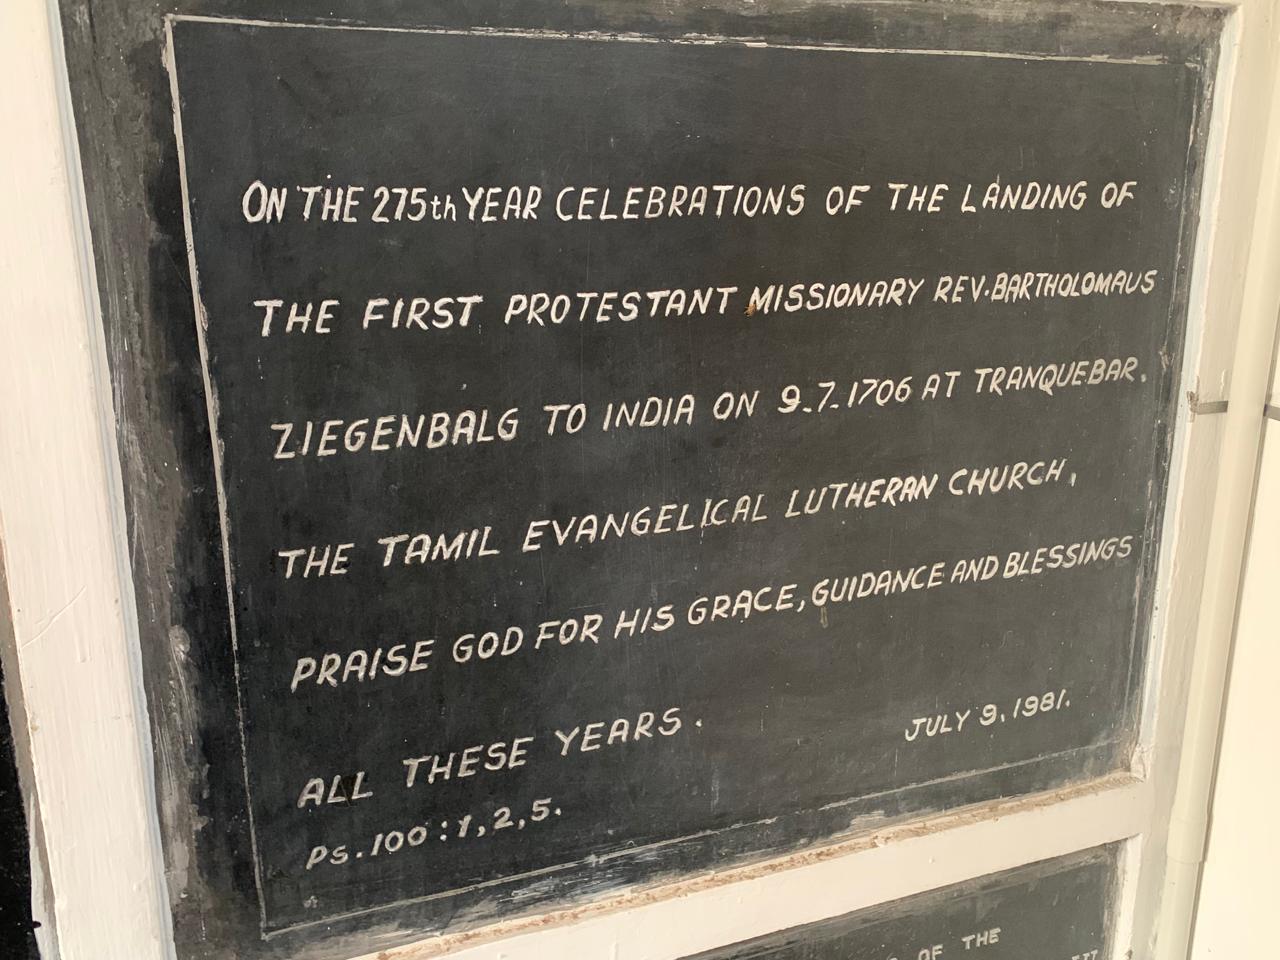 ON THE 275th YEAR CELEBRATIONS OF THE LANDING OF
THE FIRST PROTESTANT MISSIONARY REV. BARTHOLOMAUS
ZIEGENBALG TO INDIA ON 9.7.1706 AT TRANQUEBAR.
THE TAMIL EVANGELICAL LUTHERAN CHURCH,
PRAISE GOD FOR HIS GRACE, GUIDANCE AND BLESSINGS
ALL THESE YEARS. JULY 9, 1981.
Ps. 100 : 1, 2, 5.
OF THE